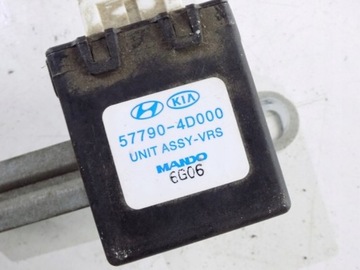 KIA
57790-4D000
UNIT ASSY-VRS
MANDO
6G06